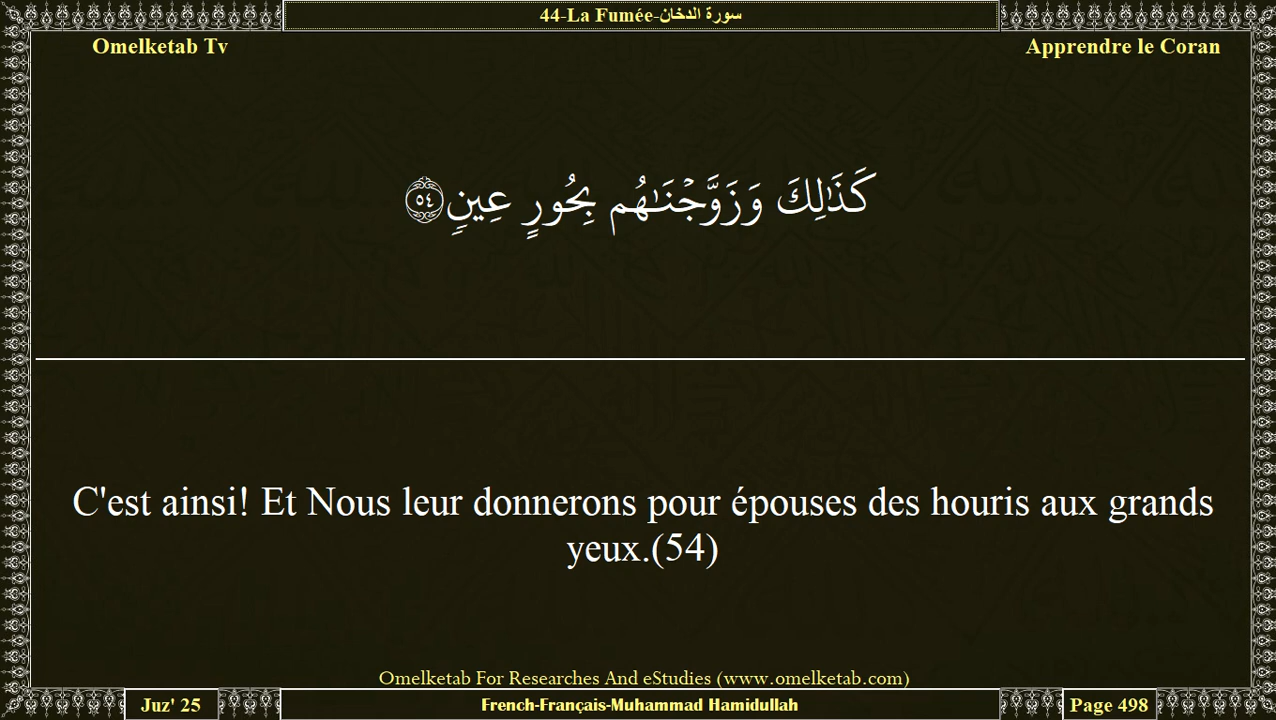 44-La Fumée-سورة الدخان
Omelketab Tv
Apprendre le Coran
كَذَٰلِكَ وَزَوَّجْنَـٰهُم بِحُورٍ عِينٍۢ ٥٤
C'est ainsi! Et Nous leur donnerons pour épouses des houris aux grands
yeux.(54)
Omelketab For Researches And eStudies (www.omelketab.com)
Juz' 25
French-Français-Muhammad Hamidullah
Page 498